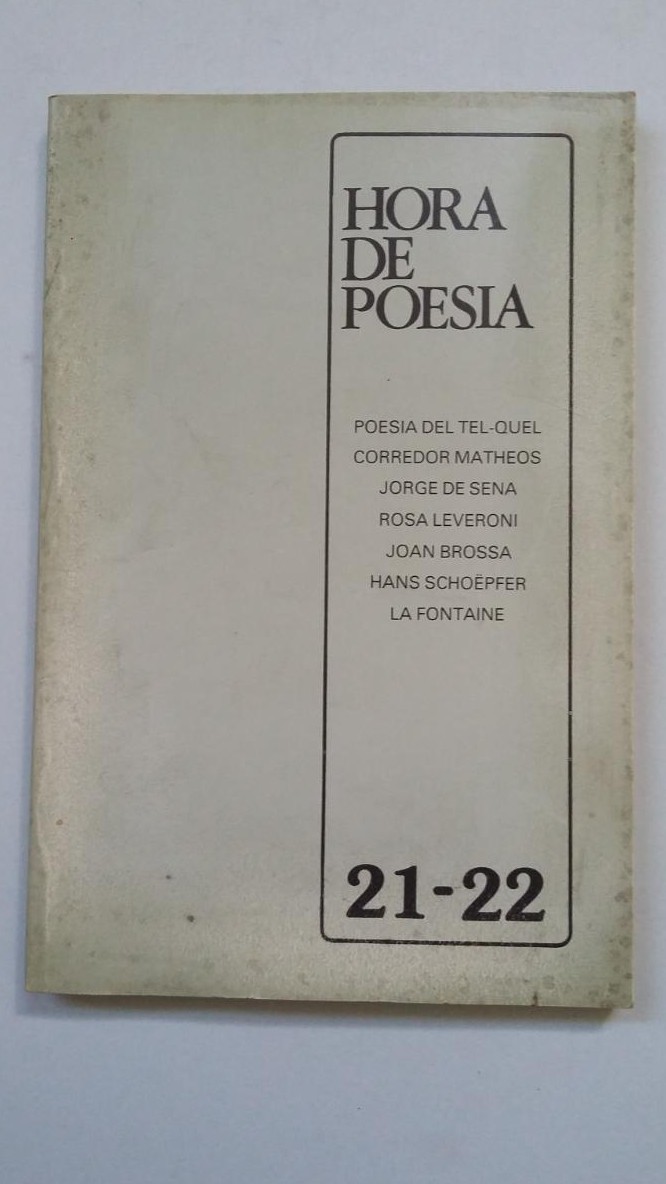 HORA
DE
POESIA
POESIA DEL TEL-QUEL
CORREDOR MATHEOS
JORGE DE SENA
ROSA LEVERONI
JOAN BROSSA
HANS SCHOËPFER
LA FONTAINE
21-22